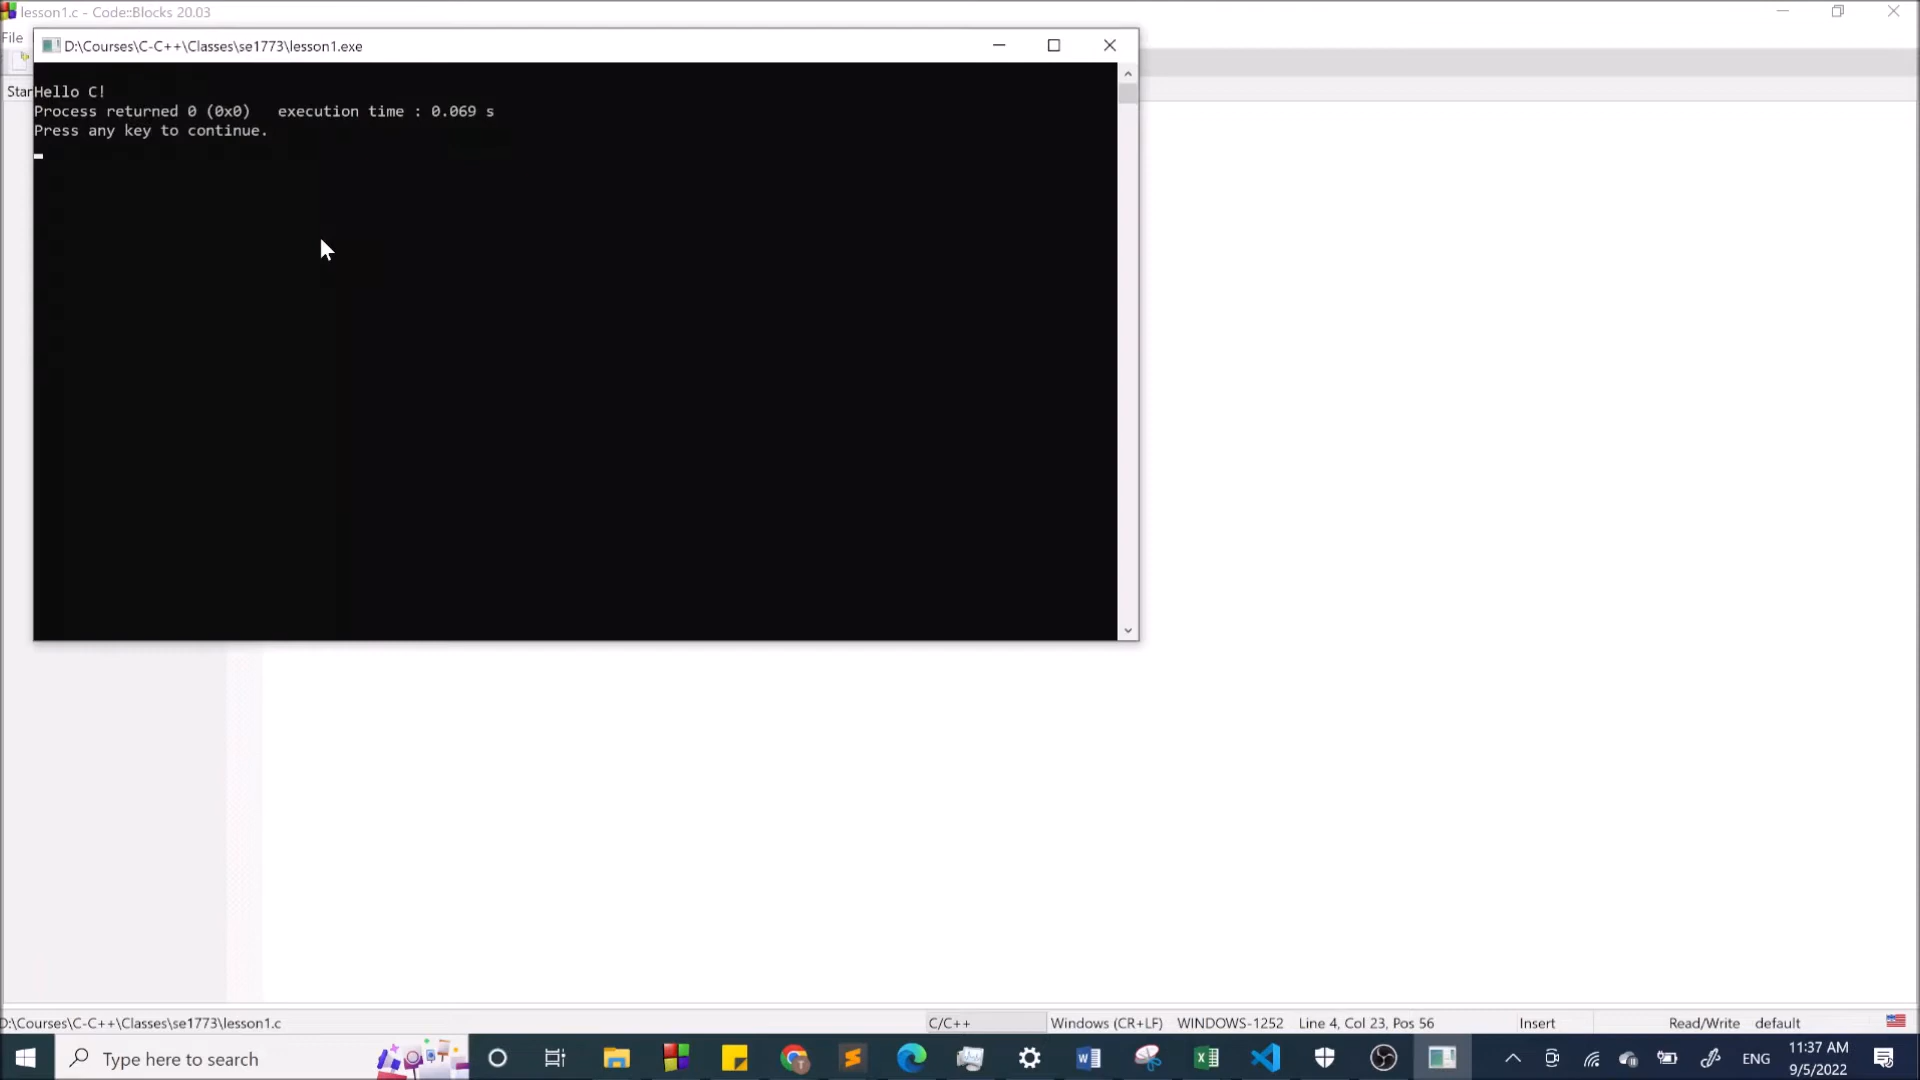 lesson1.c - Code::Blocks 20.03
File
D:\Courses\C-C++\Classes\se1773\lesson1.exe
Star
Hello C!
Process returned 0 (0x0)   execution time : 0.069 s
Press any key to continue.
D:\Courses\C-C++\Classes\se1773\lesson1.c
C/C++
Windows (CR+LF)
WINDOWS-1252
Line 4, Col 23, Pos 56
Insert
Read/Write
default
Type here to search
ENG
11:37 AM
9/5/2022